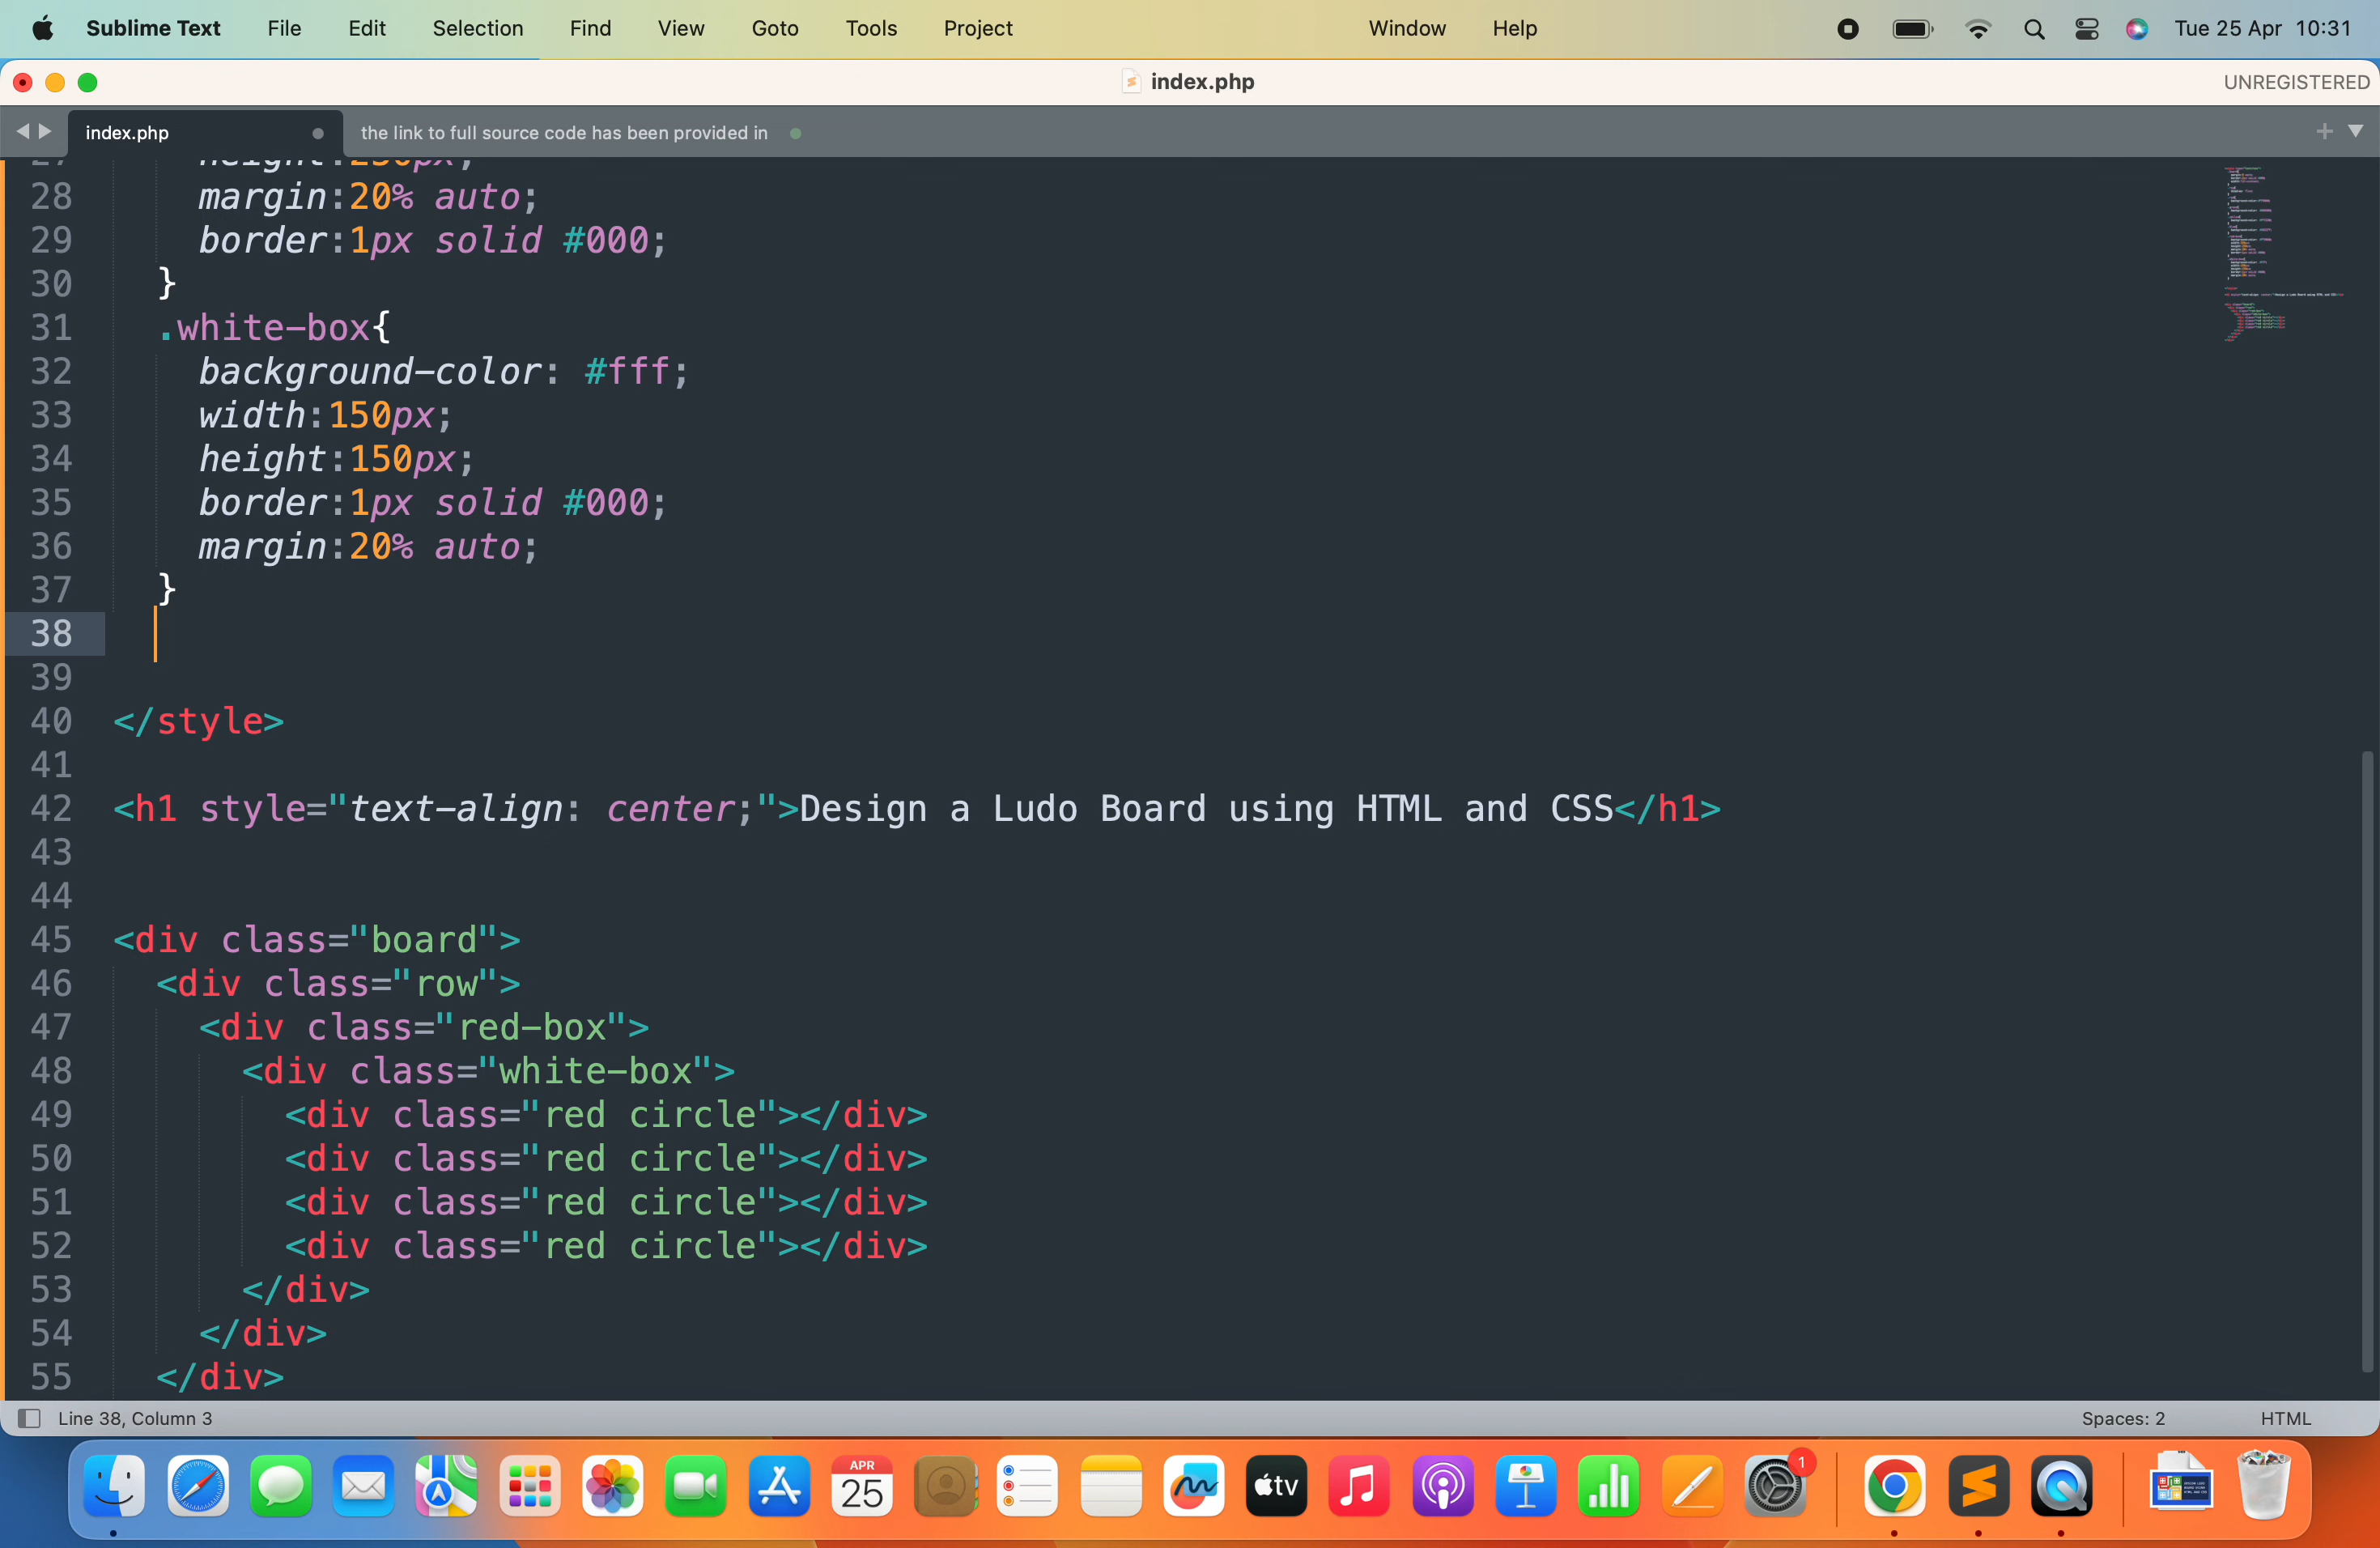 Sublime Text File Edit Selection Find View Goto Tools Project Window Help Tue 25 Apr 10:31
index.php
UNREGISTERED
index.php
the link to full source code has been provided in
28 margin:20% auto;
29 border:1px solid #000;
30 }
31 .white-box{
32 background-color: #fff;
33 width:150px;
34 height:150px;
35 border:1px solid #000;
36 margin:20% auto;
37 }
38
39
40 </style>
41
42 <h1 style="text-align: center;">Design a Ludo Board using HTML and CSS</h1>
43
44
45 <div class="board">
46 <div class="row">
47 <div class="red-box">
48 <div class="white-box">
49 <div class="red circle"></div>
50 <div class="red circle"></div>
51 <div class="red circle"></div>
52 <div class="red circle"></div>
53 </div>
54 </div>
55 </div>
Line 38, Column 3
Spaces: 2
HTML
APR
25
tv
1